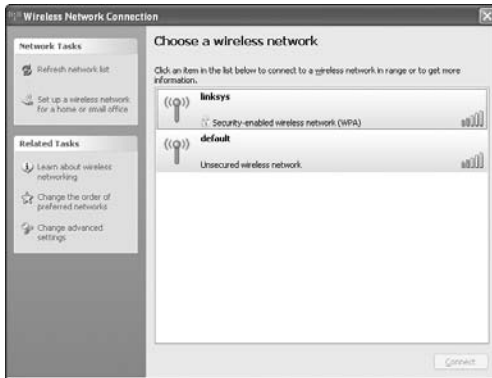 Wireless Network Connection
Network Tasks
Refresh network list
Set up a wireless network
for a home or small office
Related Tasks
Learn about wireless
networking
Change the order of
preferred networks
Change advanced
settings
Choose a wireless network
Click an item in the list below to connect to a wireless network in range or to get more
information.
linksys
Security-enabled wireless network (WPA)
default
Unsecured wireless network
Connect